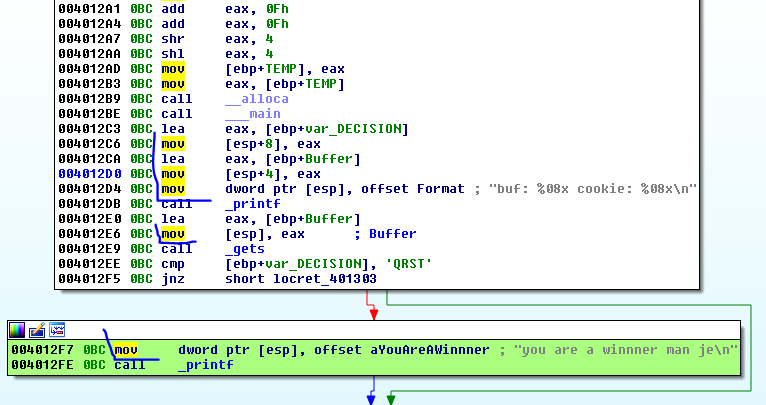 004012A1 0BC add eax, 0Fh
004012A4 0BC add eax, 0Fh
004012A7 0BC shr eax, 4
004012AA 0BC shl eax, 4
004012AD 0BC mov [ebp+TEMP], eax
004012B3 0BC mov eax, [ebp+TEMP]
004012B9 0BC call __alloca
004012BE 0BC call ___main
004012C3 0BC lea eax, [ebp+var_DECISION]
004012C6 0BC mov [esp+8], eax
004012CA 0BC lea eax, [ebp+Buffer]
004012D0 0BC mov [esp+4], eax
004012D4 0BC mov dword ptr [esp], offset Format ; "buf: %08x cookie: %08x\n"
004012DB 0BC call _printf
004012E0 0BC lea eax, [ebp+Buffer]
004012E6 0BC mov [esp], eax ; Buffer
004012E9 0BC call _gets
004012EE 0BC cmp [ebp+var_DECISION], 'QRST'
004012F5 0BC jnz short locret_401303
004012F7 0BC mov dword ptr [esp], offset aYouAreAWinnner ; "you are a winnner man je\n"
004012FE 0BC call _printf